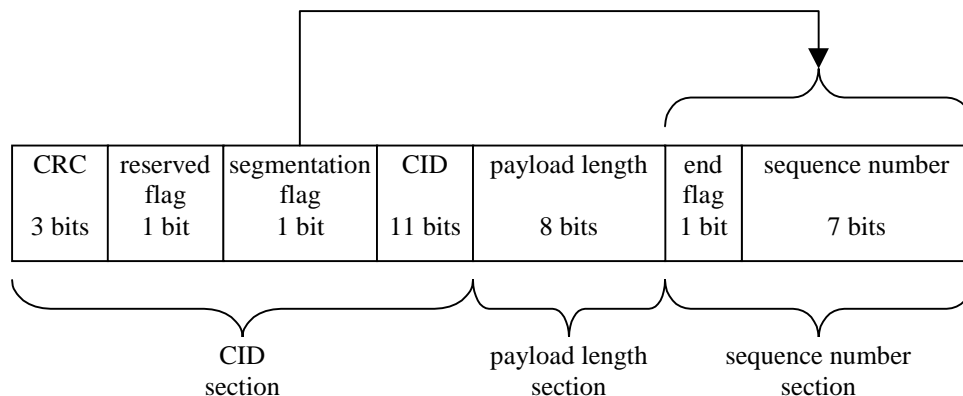 CRC reserved segmentation CID payload length end sequence number
flag flag flag
3 bits 1 bit 1 bit 11 bits 8 bits 1 bit 7 bits
CID payload length sequence number
section section section